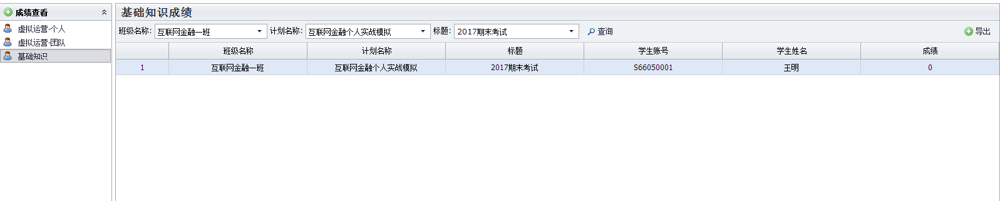 成绩查看
虚拟运营-个人
虚拟运营-团队
基础知识
基础知识成绩
班级名称: 互联网金融一班 计划名称: 互联网金融个人实战模拟 标题: 2017期末考试 查询 导出
班级名称 计划名称 标题 学生账号 学生姓名 成绩
1 互联网金融一班 互联网金融个人实战模拟 2017期末考试 S66050001 王明 0